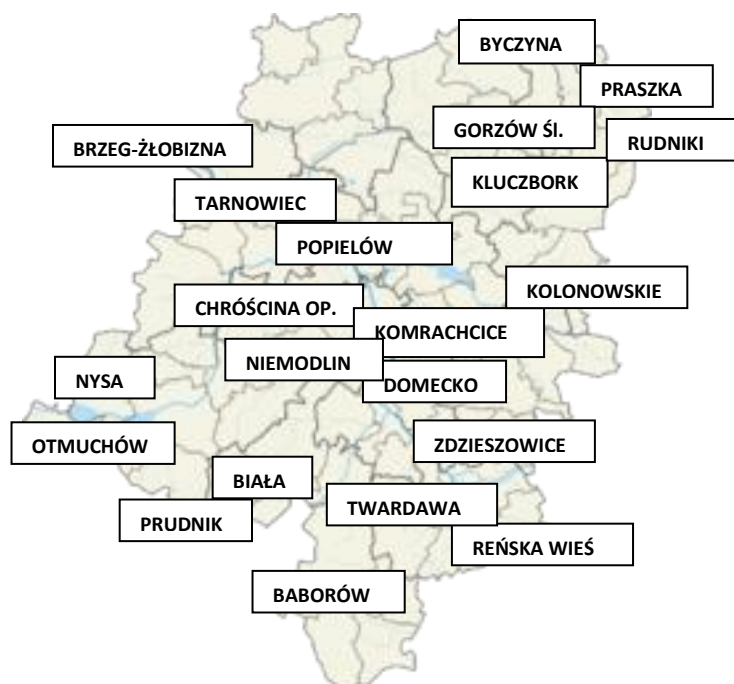 BYCZYNA
PRASZKA
GORZÓW ŚI.
RUDNIKI
BRZEG-ŻŁOBIZNA
KLUCZBORK
TARNOWIEC
POPIELÓW
KOLONOWSKIE
CHRÓŚCINA OP.
KOMRACHCICE
NIEMODLIN
NYSA
DOMECKO
OTMUCHÓW
ZDZIESZOWICE
BIAŁA
TWARDAWA
PRUDNIK
REŃSKA WIEŚ
BABORÓW